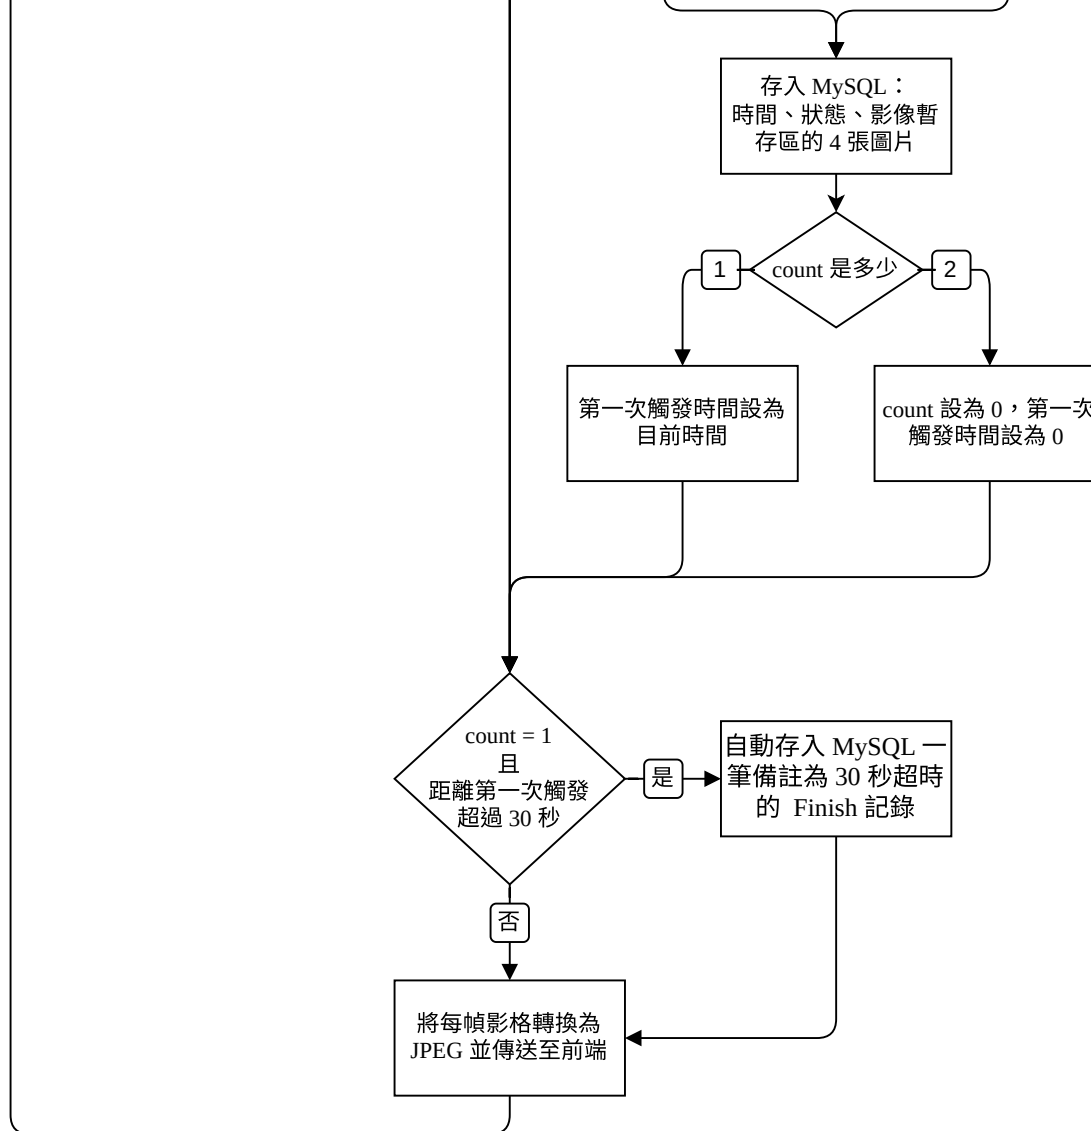 存入 MySQL：
時間、狀態、影像暫
存區的 4 張圖片
count 是多少
1
2
第一次觸發時間設為
目前時間
count 設為 0，第一次
觸發時間設為 0
count = 1
且
距離第一次觸發
超過 30 秒
是
自動存入 MySQL 一
筆備註為 30 秒超時
的 Finish 記錄
否
將每幀影格轉換為
JPEG 並傳送至前端